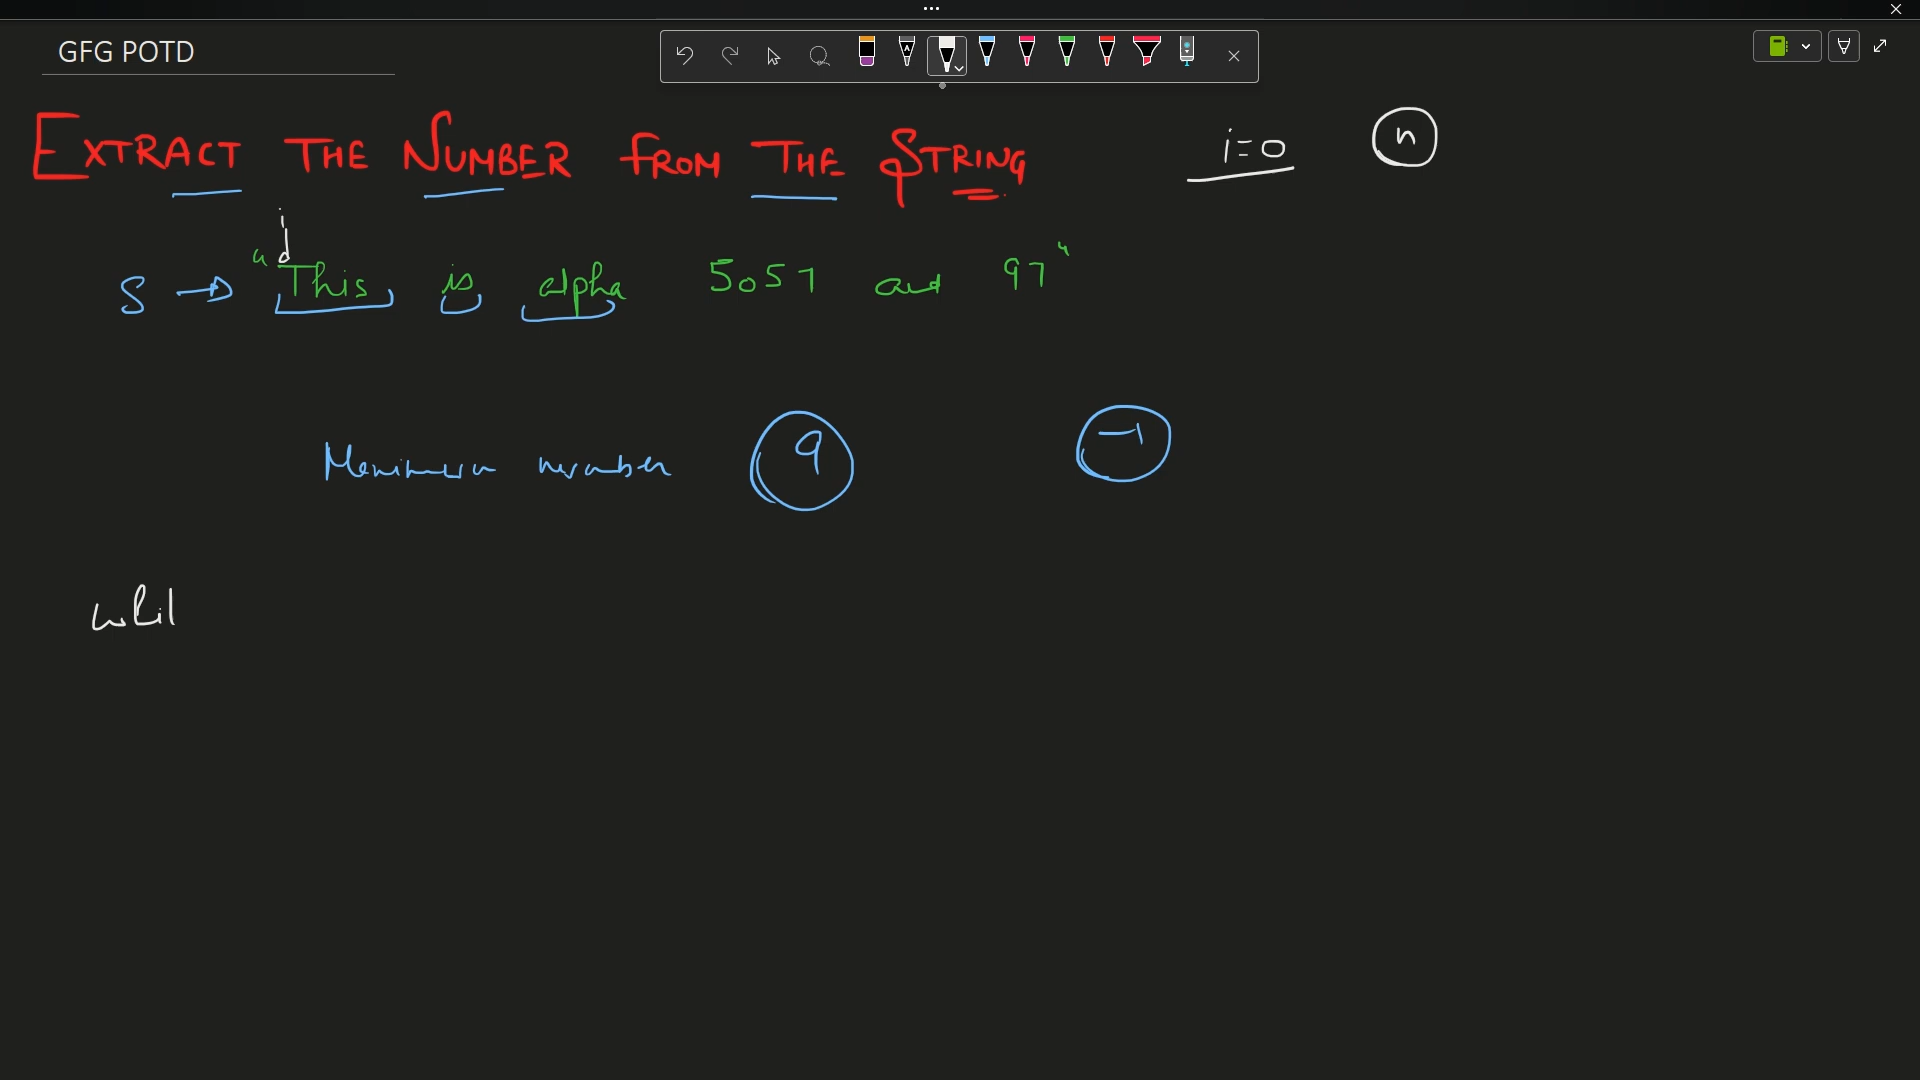 GFG POTD
EXTRACT THE NUMBER FROM THE STRING
i=0
n
i
S → "This is alpha 5057 and 97"
Maximum number 9 -1
whil